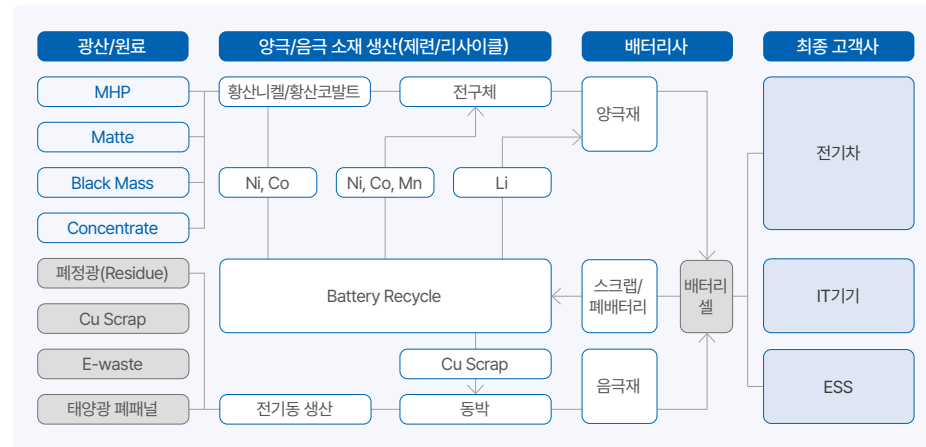 광산/원료
양극/음극 소재 생산(제련/리사이클)
배터리사
최종 고객사
MHP
황산니켈/황산코발트
전구체
양극재
전기차
Matte
Black Mass
Ni, Co
Ni, Co, Mn
Li
Concentrate
폐정광(Residue)
Battery Recycle
스크랩/
폐배터리
배터리
셀
IT기기
Cu Scrap
E-waste
Cu Scrap
음극재
ESS
태양광 폐패널
전기동 생산
동박